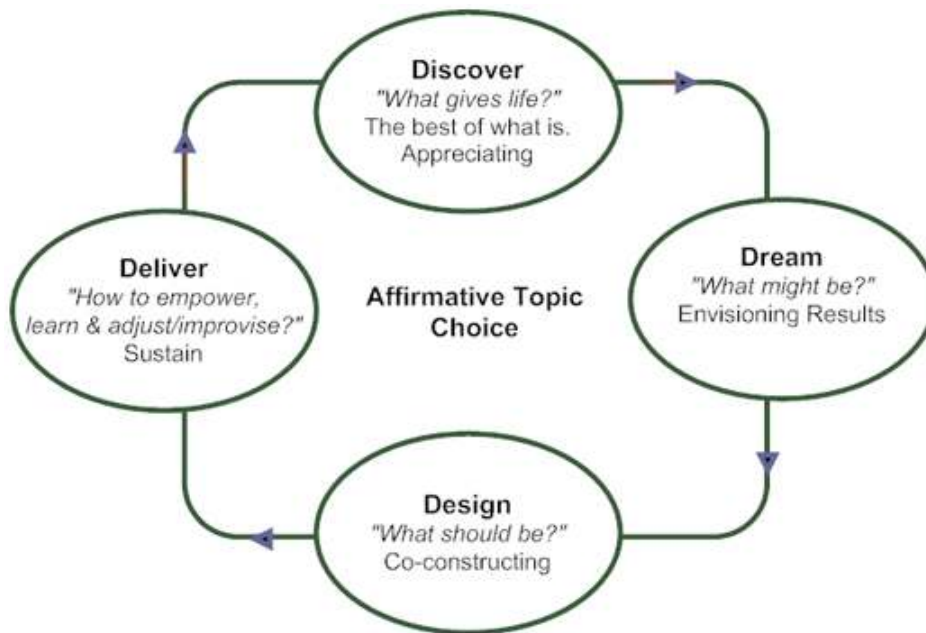 Discover
"What gives life?"
The best of what is.
Appreciating
Dream
"What might be?"
Envisioning Results
Deliver
"How to empower,
learn & adjust/improvise?"
Sustain
Affirmative Topic
Choice
Design
"What should be?"
Co-constructing